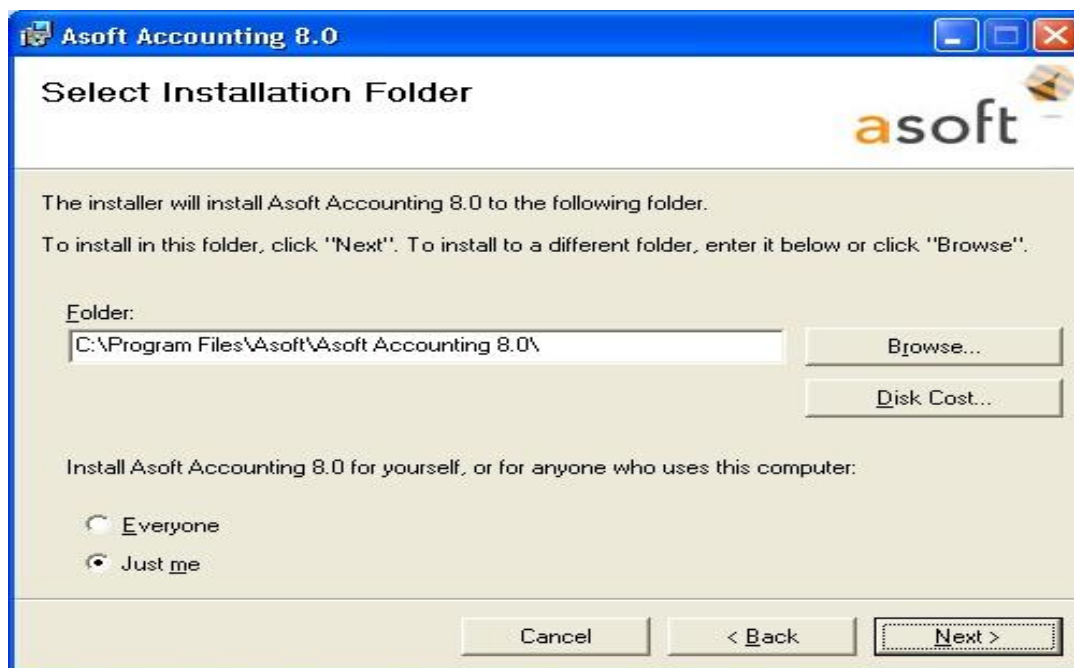 Asoft Accounting 8.0
Select Installation Folder
asoft
The installer will install Asoft Accounting 8.0 to the following folder.
To install in this folder, click "Next". To install to a different folder, enter it below or click "Browse".
Folder:
C:\Program Files\Asoft\Asoft Accounting 8.0\
Browse...
Disk Cost...
Install Asoft Accounting 8.0 for yourself, or for anyone who uses this computer:
Everyone
Just me
Cancel
< Back
Next >